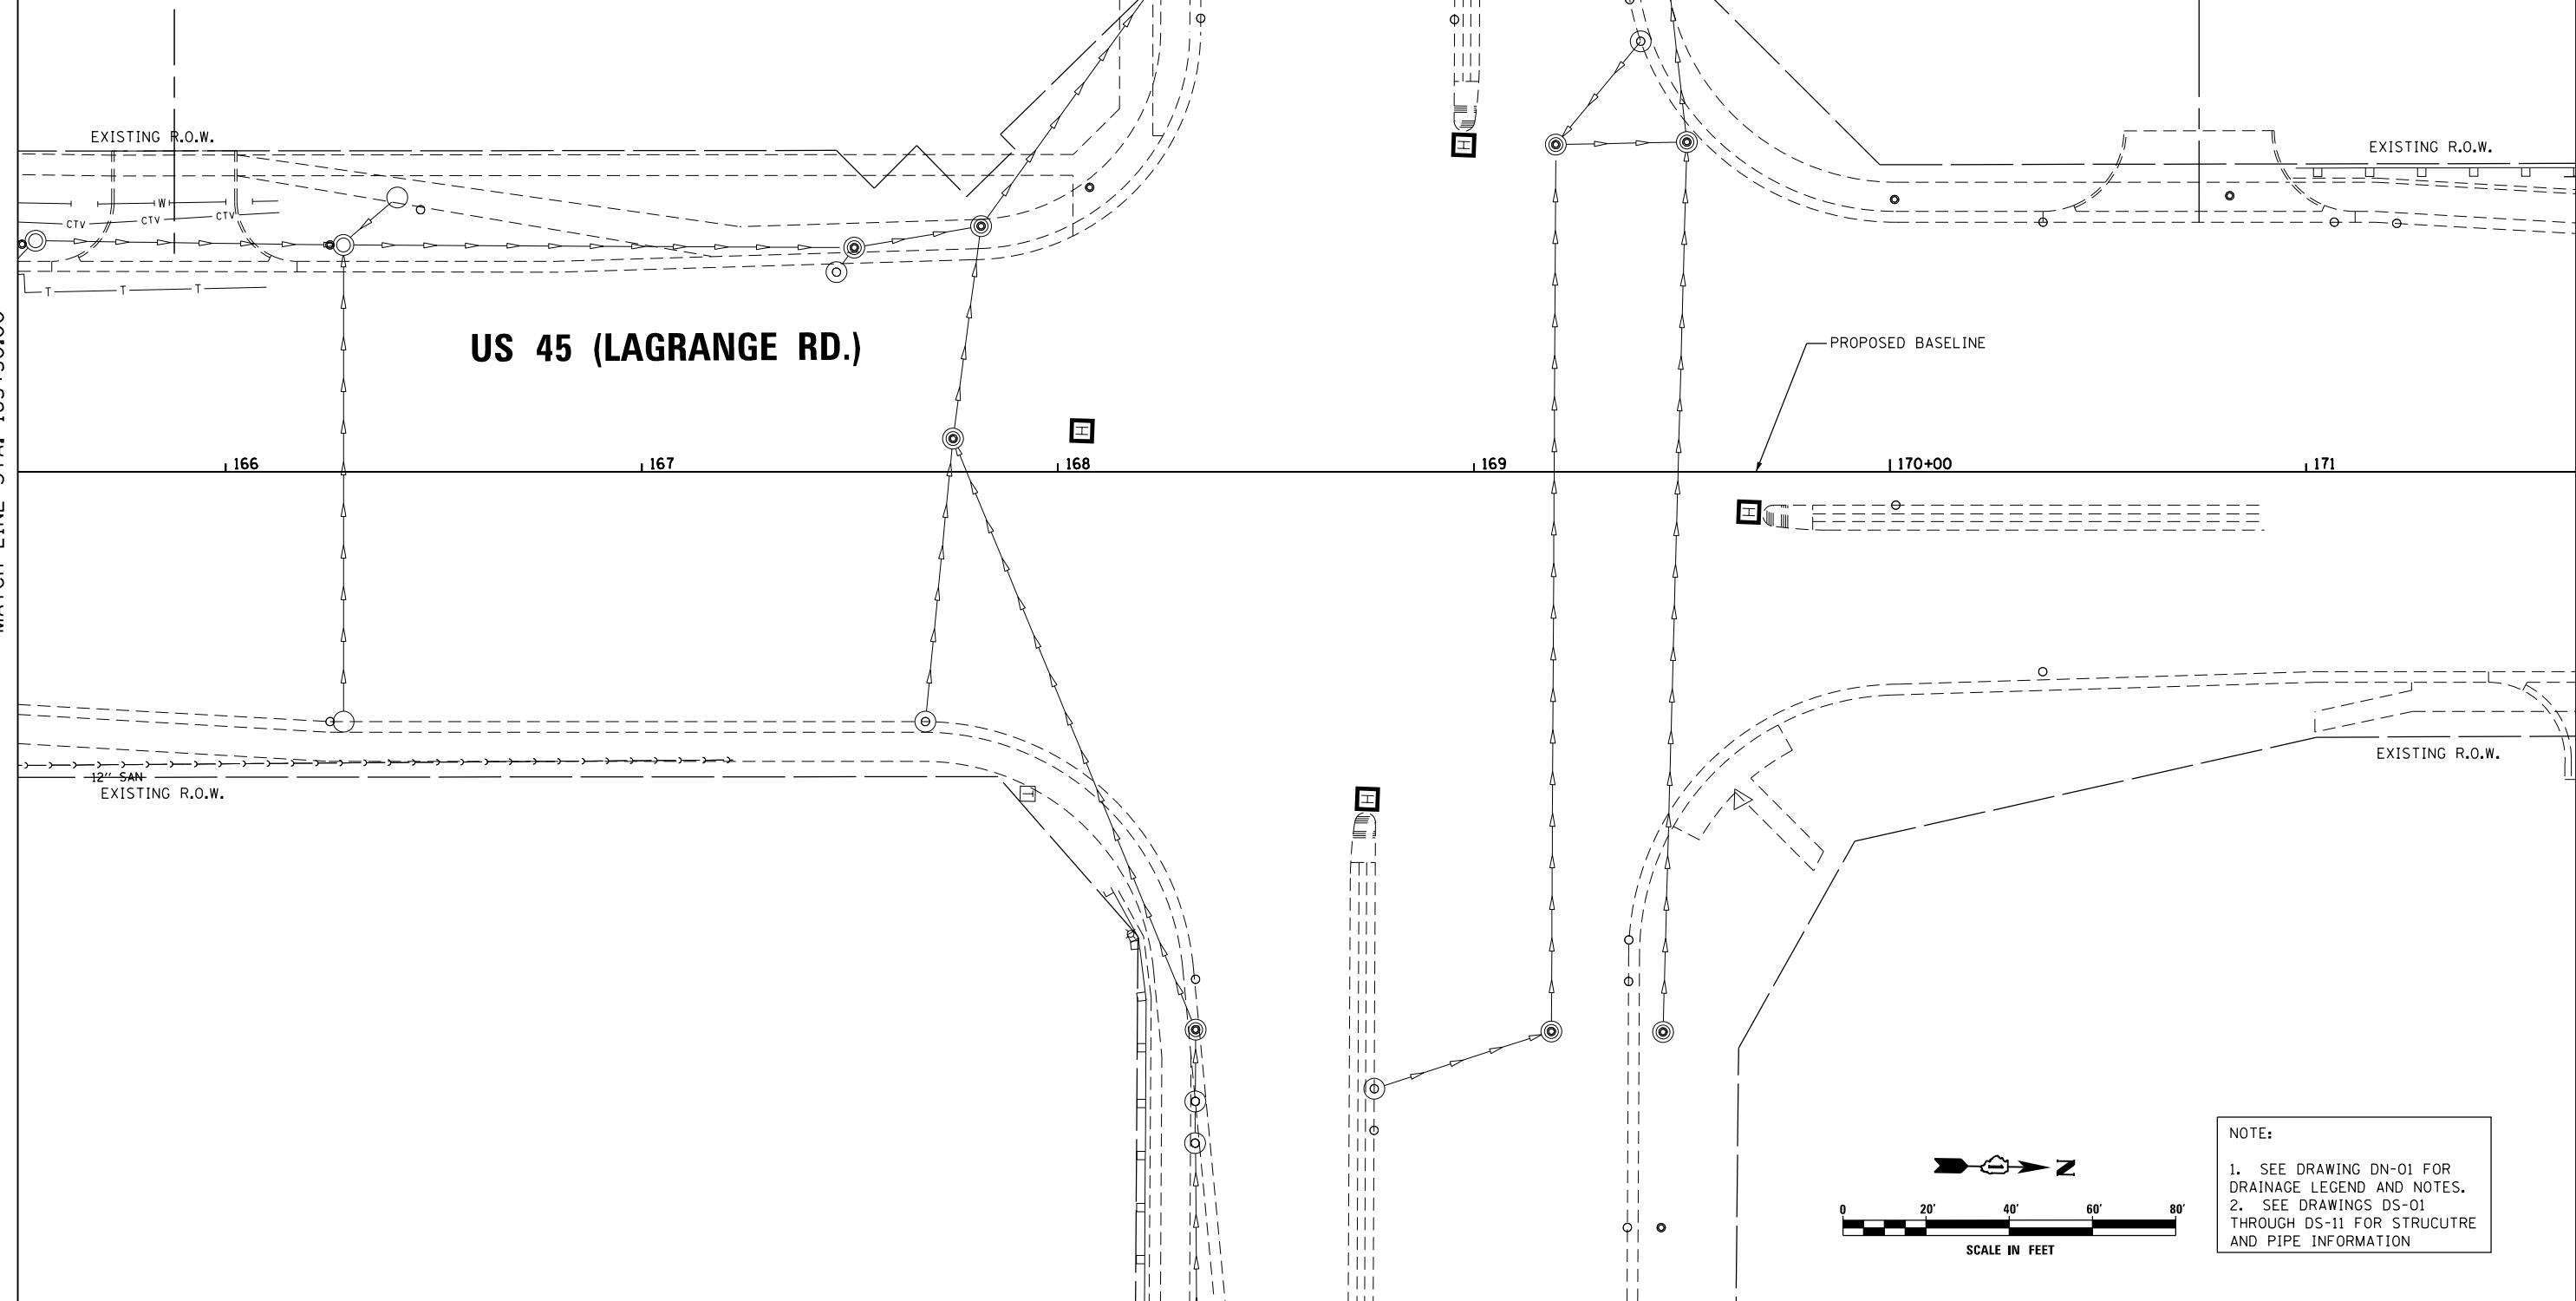 EXISTING R.O.W.
EXISTING R.O.W.
W
CTV
CTV
CTV
T
T
T
US 45 (LAGRANGE RD.)
PROPOSED BASELINE
166
167
168
169
170+00
171
H
H
H
H
T
12" SAN
EXISTING R.O.W.
EXISTING R.O.W.
N
0 20' 40' 60' 80'
SCALE IN FEET
NOTE:
1. SEE DRAWING DN-01 FOR
DRAINAGE LEGEND AND NOTES.
2. SEE DRAWINGS DS-01
THROUGH DS-11 FOR STRUCUTRE
AND PIPE INFORMATION